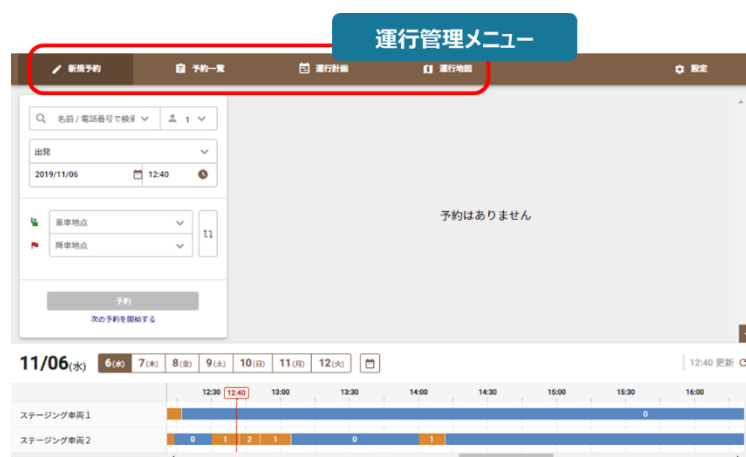 運行管理メニュー
新規予約 予約一覧 運行計画 運行地図 設定
名前 / 電話番号で検索 1
出発
2019/11/06 12:40
乗車地点
降車地点
予約はありません
予約
次の予約を開始する
11/06(水) 6(水) 7(木) 8(金) 9(土) 10(日) 11(月) 12(火) 12:40 更新
12:30 12:40 13:00 13:30 14:00 14:30 15:00 15:30 16:00
ステージング車両1 0
ステージング車両2 0 1 2 1 0 1